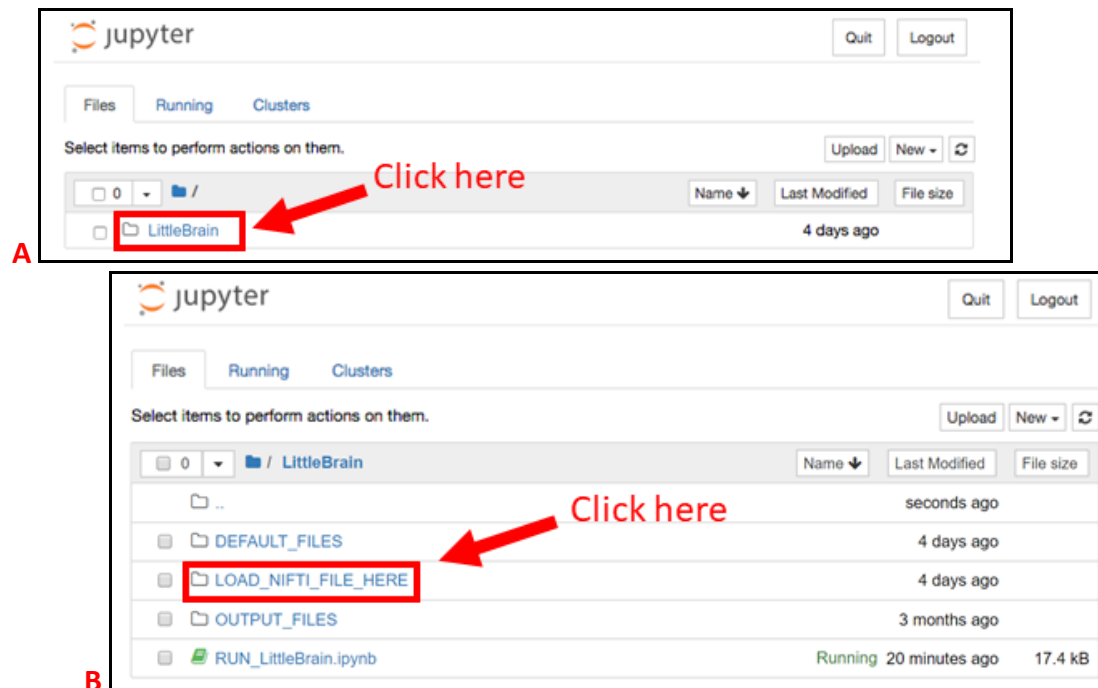 jupyter
Quit Logout
Files Running Clusters
Select items to perform actions on them.
Upload New
Click here
0 / Name Last Modified File size
LittleBrain 4 days ago
A
jupyter
Quit Logout
Files Running Clusters
Select items to perform actions on them.
Upload New
0 / LittleBrain Name Last Modified File size
.. seconds ago
Click here
DEFAULT_FILES 4 days ago
LOAD_NIFTI_FILE_HERE 4 days ago
OUTPUT_FILES 3 months ago
RUN_LittleBrain.ipynb Running 20 minutes ago 17.4 kB
B